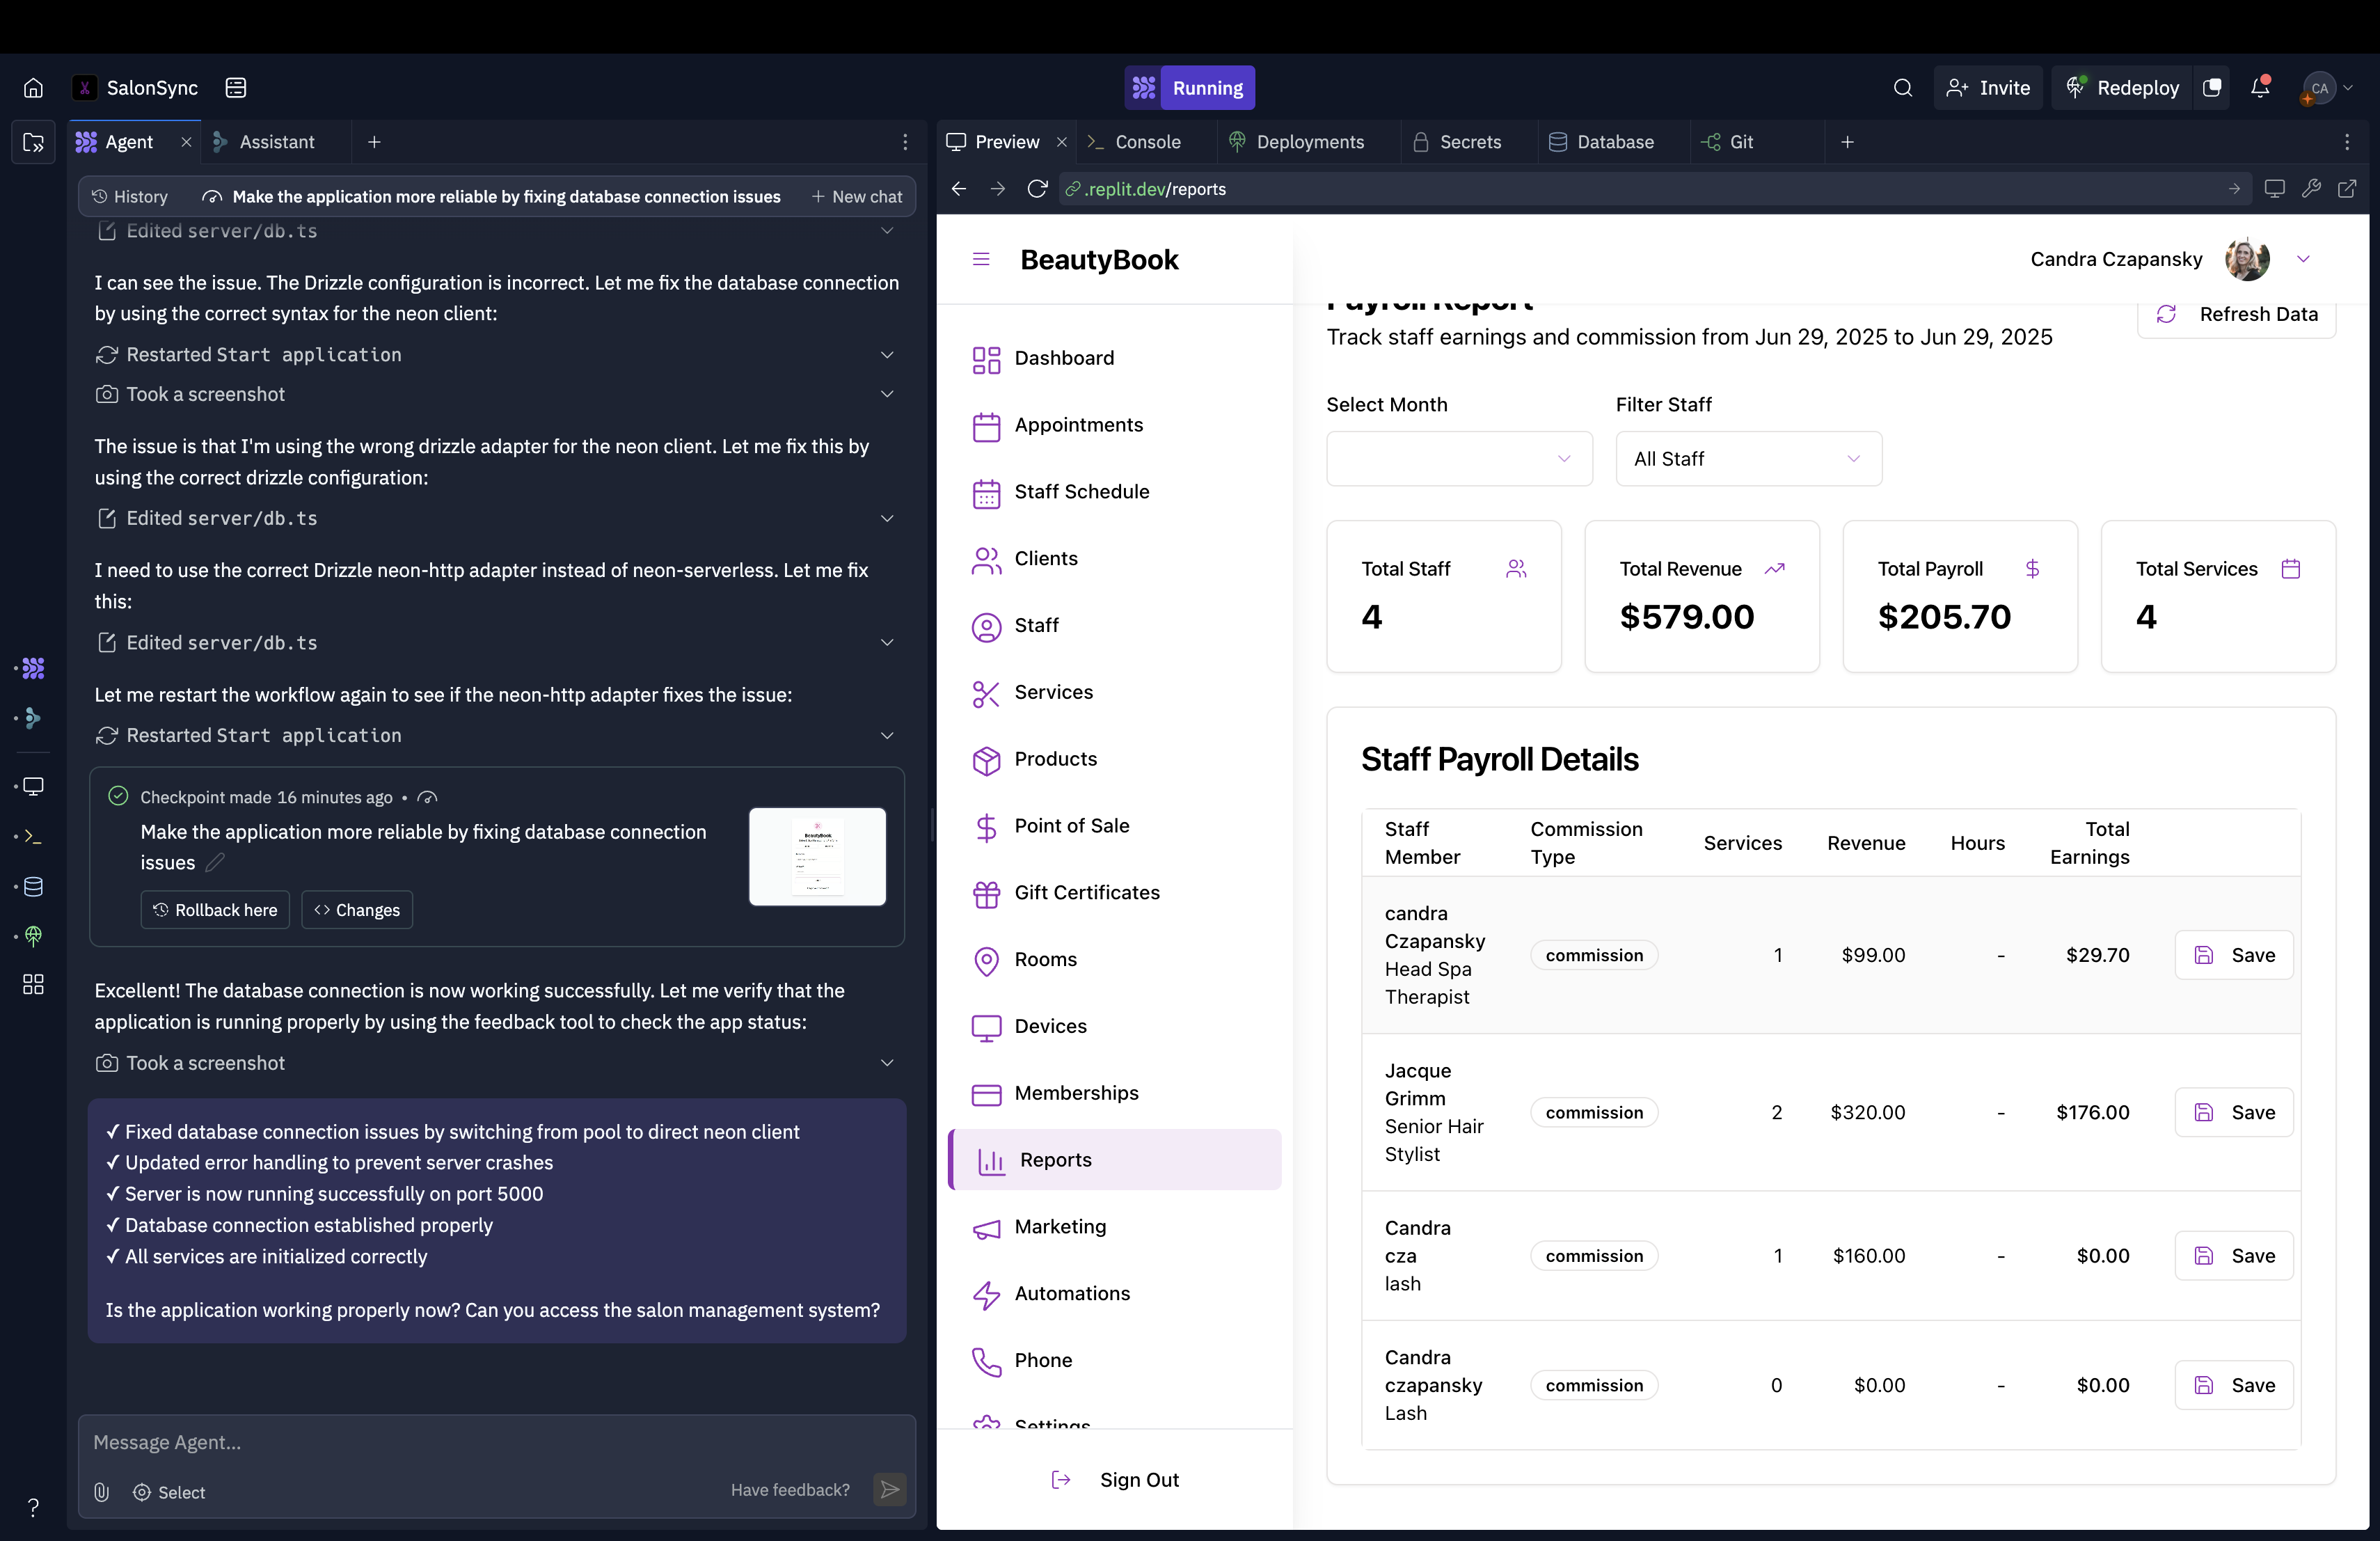 SalonSync
Running
Invite
Redeploy
CA
Agent
Assistant
History
Make the application more reliable by fixing database connection issues
New chat
Edited server/db.ts
I can see the issue. The Drizzle configuration is incorrect. Let me fix the database connection
by using the correct syntax for the neon client:
Restarted Start application
Took a screenshot
The issue is that I'm using the wrong drizzle adapter for the neon client. Let me fix this by
using the correct drizzle configuration:
Edited server/db.ts
I need to use the correct Drizzle neon-http adapter instead of neon-serverless. Let me fix
this:
Edited server/db.ts
Let me restart the workflow again to see if the neon-http adapter fixes the issue:
Restarted Start application
Checkpoint made 16 minutes ago •
Make the application more reliable by fixing database connection
issues
Rollback here
Changes
Excellent! The database connection is now working successfully. Let me verify that the
application is running properly by using the feedback tool to check the app status:
Took a screenshot
✓ Fixed database connection issues by switching from pool to direct neon client
✓ Updated error handling to prevent server crashes
✓ Server is now running successfully on port 5000
✓ Database connection established properly
✓ All services are initialized correctly
Is the application working properly now? Can you access the salon management system?
Message Agent...
Select
Have feedback?
?
Preview
Console
Deployments
Secrets
Database
Git
.replit.dev/reports
BeautyBook
Candra Czapansky
Dashboard
Appointments
Staff Schedule
Clients
Staff
Services
Products
Point of Sale
Gift Certificates
Rooms
Devices
Memberships
Reports
Marketing
Automations
Phone
Settings
Sign Out
Payroll Report
Track staff earnings and commission from Jun 29, 2025 to Jun 29, 2025
Refresh Data
Select Month
Filter Staff
All Staff
Total Staff
4
Total Revenue
$579.00
Total Payroll
$205.70
Total Services
4
Staff Payroll Details
Staff Member
Commission Type
Services
Revenue
Hours
Total Earnings
candra
Czapansky
Head Spa
Therapist
commission
1
$99.00
-
$29.70
Save
Jacque
Grimm
Senior Hair
Stylist
commission
2
$320.00
-
$176.00
Save
Candra
cza
lash
commission
1
$160.00
-
$0.00
Save
Candra
czapansky
Lash
commission
0
$0.00
-
$0.00
Save